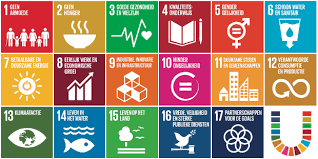 1 GEEN
ARMOEDE
2 GEEN
HONGER
3 GOEDE GEZONDHEID
EN WELZIJN
4 KWALITEITS-
ONDERWIJS
5 GENDER-
GELIJKHEID
6 SCHOON WATER
EN SANITAIR
7 BETAALBARE EN
DUURZAME ENERGIE
8 EERLIJK WERK EN
ECONOMISCHE
GROEI
9 INDUSTRIE, INNOVATIE
EN INFRASTRUCTUUR
10 MINDER
ONGELIJKHEID
11 DUURZAME STEDEN EN
GEMEENSCHAPPEN
12 VERANTWOORDE
CONSUMPTIE
EN PRODUCTIE
13 KLIMAATACTIE
14 LEVEN IN
HET WATER
15 LEVEN OP HET
LAND
16 VREDE, VEILIGHEID
EN STERKE
PUBLIEKE DIENSTEN
17 PARTNERSCHAPPEN
VOOR DE GOALS